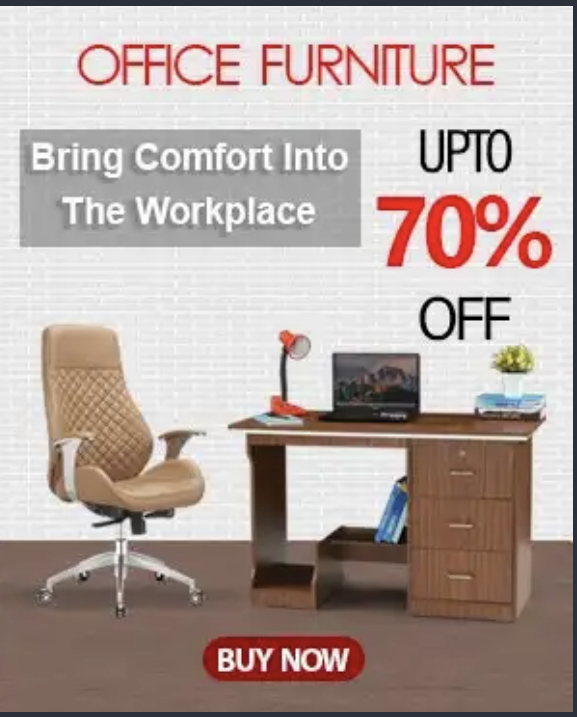 OFFICE FURNITURE
Bring Comfort Into
The Workplace
UPTO
70%
OFF
BUY NOW